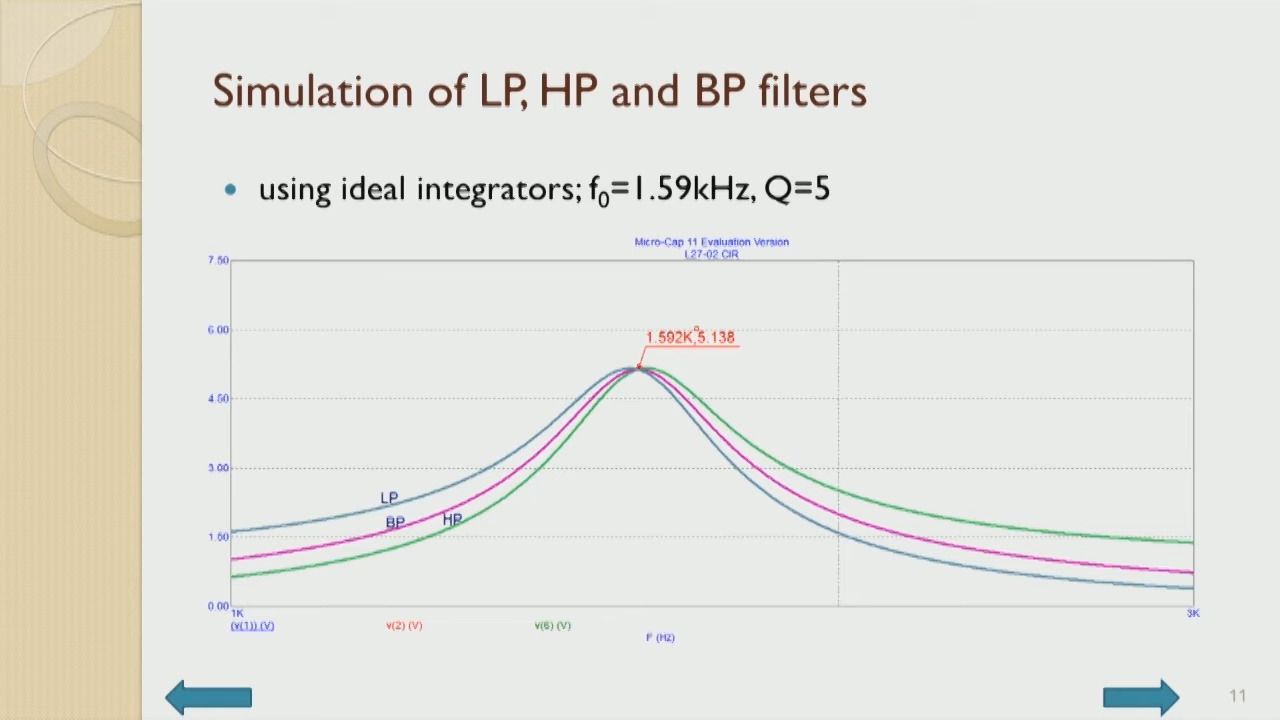 Simulation of LP, HP and BP filters
using ideal integrators; f₀=1.59kHz, Q=5
Micro-Cap 11 Evaluation Version
L27-02 CIR
7.50
6.00
1.592K,5.138
4.50
3.00
LP
BP HP
1.50
0.00
1K 3K
(v(1)) (V) v(2) (V) v(6) (V)
F (Hz)
11